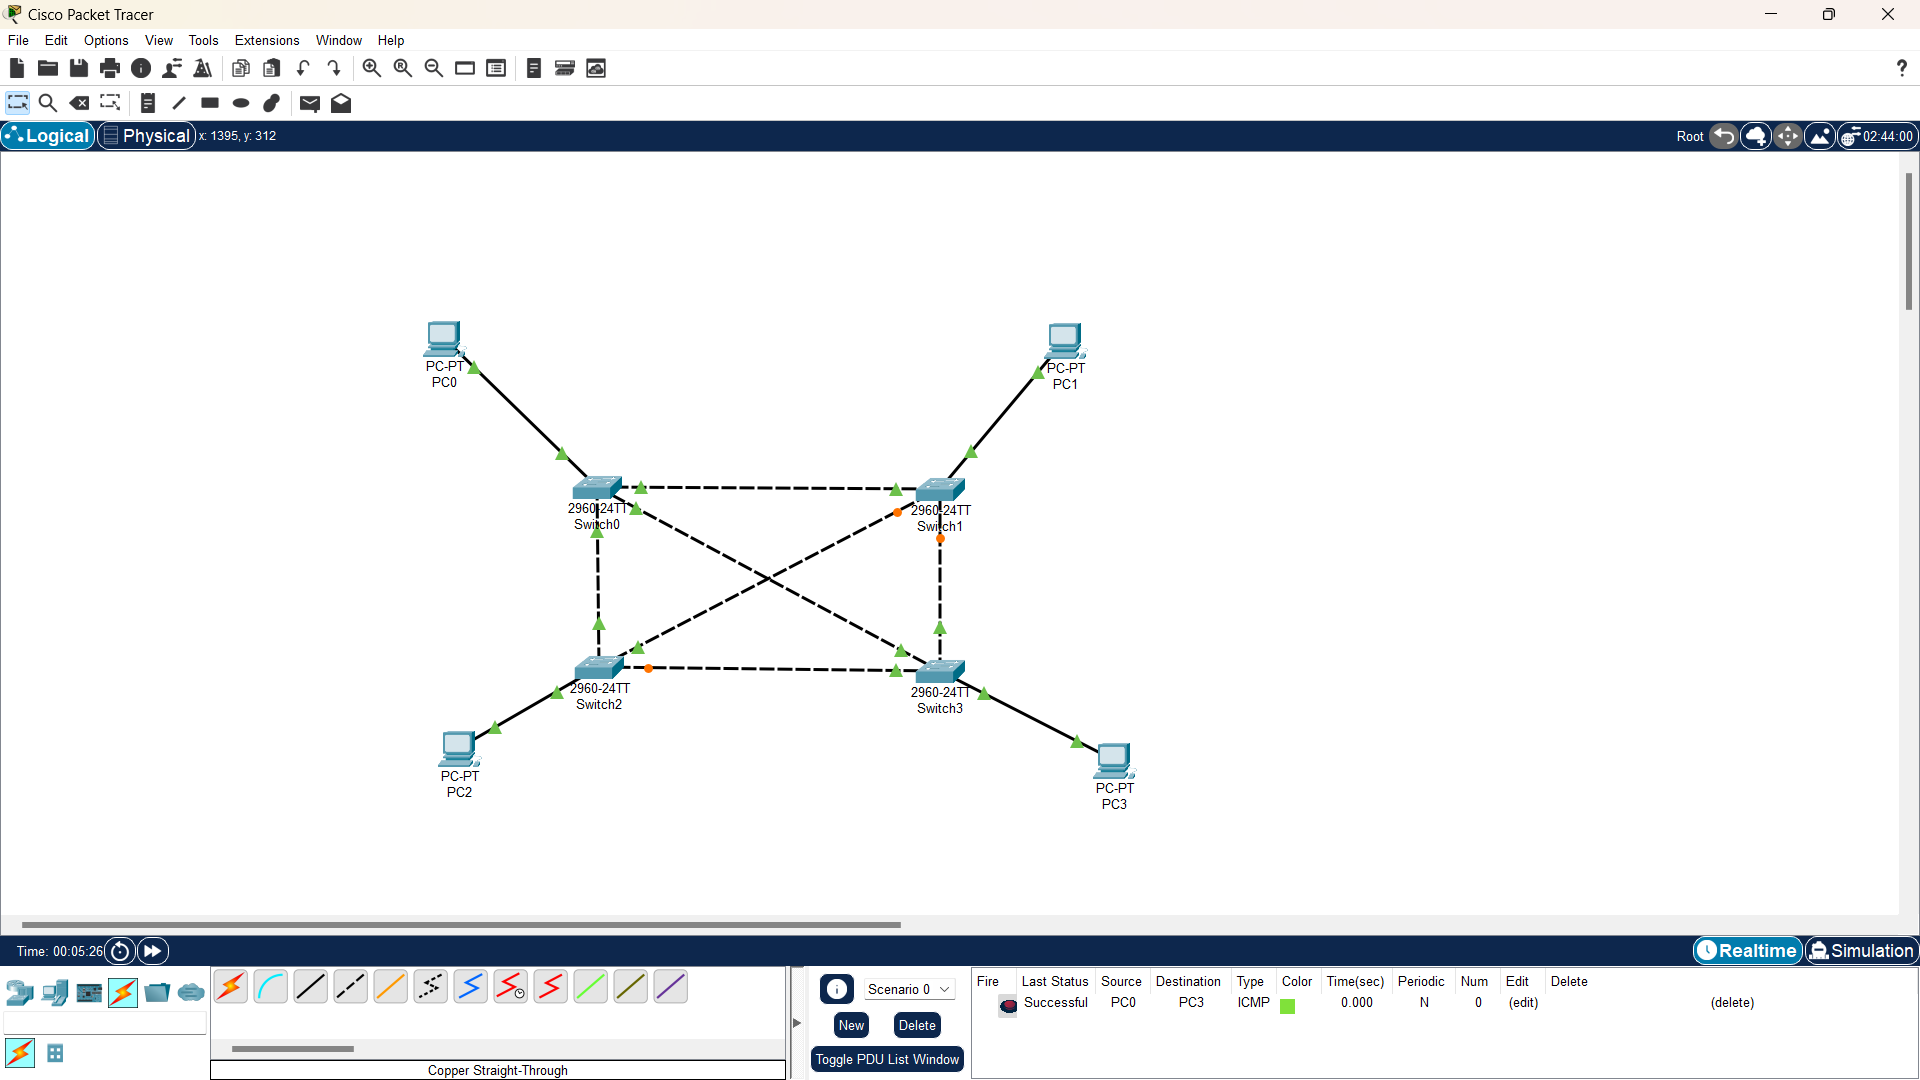 Cisco Packet Tracer
File Edit Options View Tools Extensions Window Help
?
Logical Physical x: 1395, y: 312 Root 02:44:00
PC-PT
PC0
PC-PT
PC1
2960-24TT
Switch0
2960-24TT
Switch1
2960-24TT
Switch2
2960-24TT
Switch3
PC-PT
PC2
PC-PT
PC3
Time: 00:05:26 Realtime Simulation
Scenario 0
New Delete
Toggle PDU List Window
Fire Last Status Source Destination Type Color Time(sec) Periodic Num Edit Delete
Successful PC0 PC3 ICMP 0.000 N 0 (edit) (delete)
Copper Straight-Through